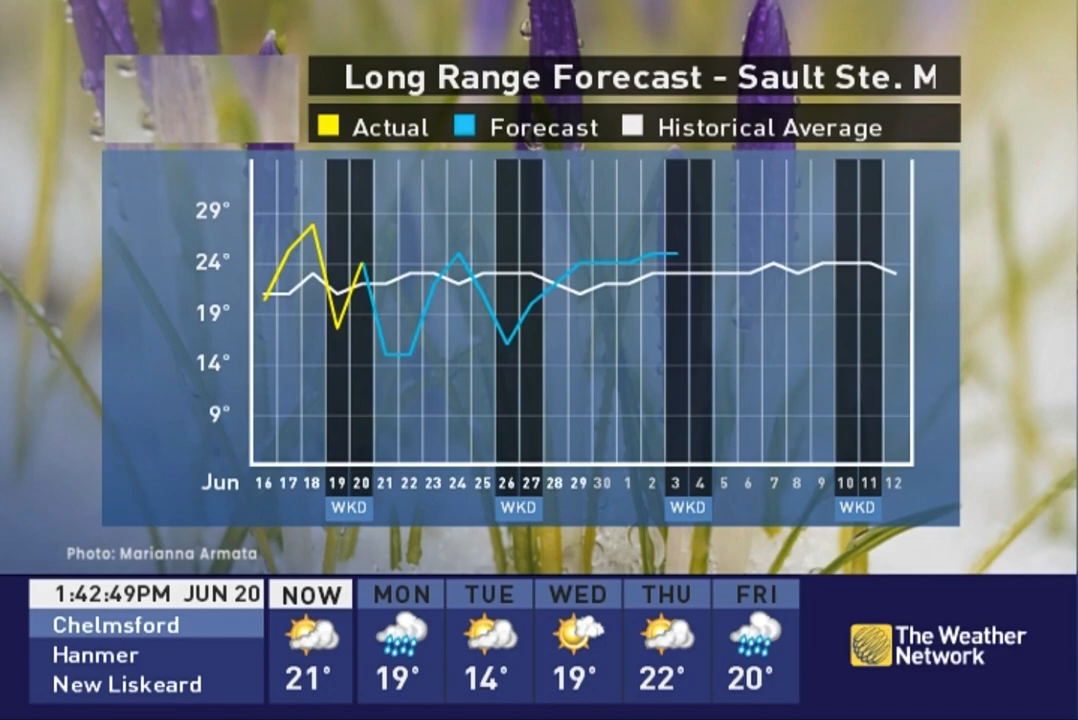 Long Range Forecast - Sault Ste. M
Actual Forecast Historical Average
29°
24°
19°
14°
9°
Jun 16 17 18 19 20 21 22 23 24 25 26 27 28 29 30 1 2 3 4 5 6 7 8 9 10 11 12
WKD WKD WKD WKD
Photo: Marianna Armata
1:42:49PM JUN 20 NOW MON TUE WED THU FRI
Chelmsford
Hanmer
New Liskeard
21° 19° 14° 19° 22° 20°
The Weather
Network